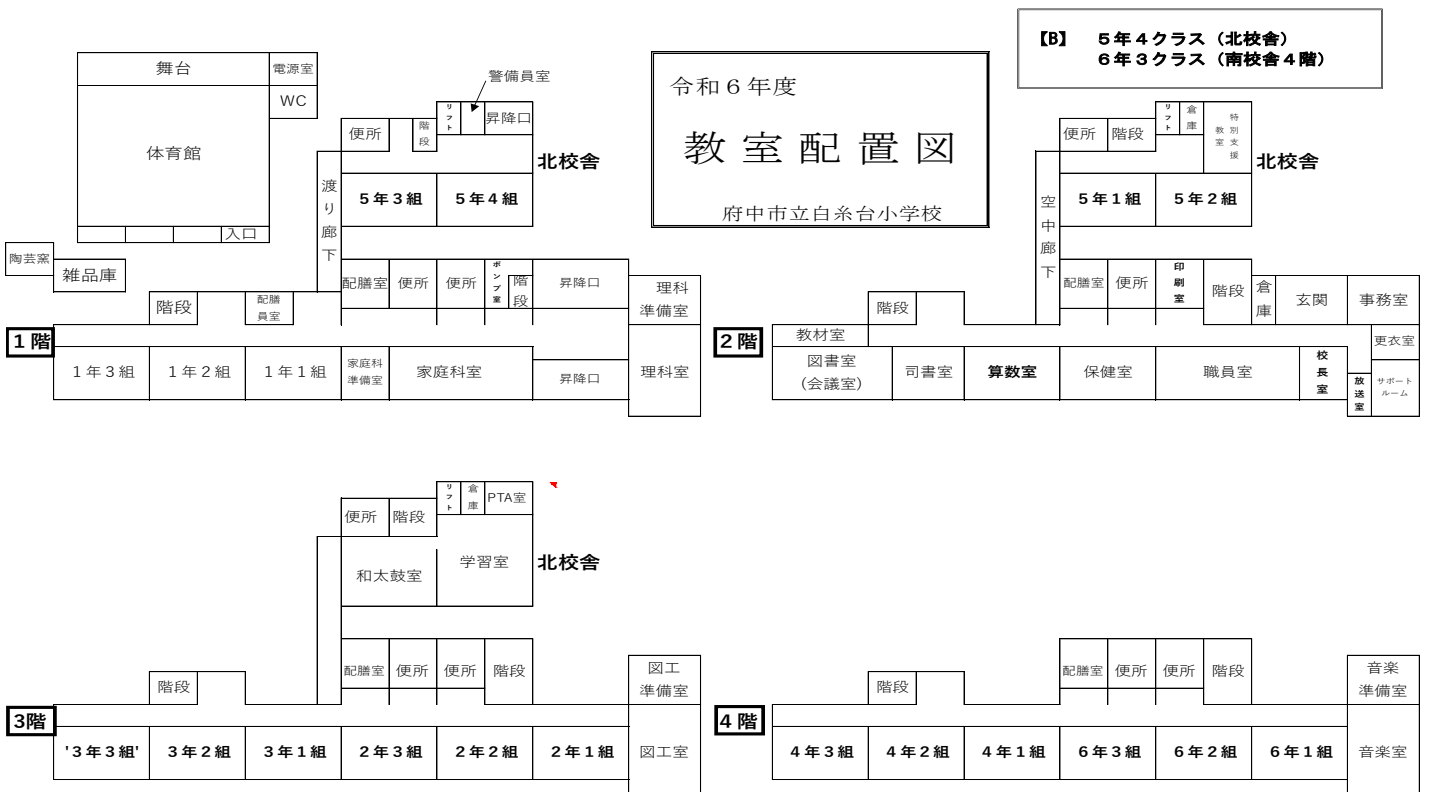 【B】 5年4クラス（北校舎）
6年3クラス（南校舎4階）
令和6年度
教室配置図
府中市立白糸台小学校
舞台
電源室
WC
体育館
入口
陶芸窯
雑品庫
渡り廊下
便所
階段
リフト
警備員室
昇降口
北校舎
5年3組
5年4組
配膳室
便所
便所
ポンプ室
階段
昇降口
理科
準備室
階段
配膳
員室
1階
1年3組
1年2組
1年1組
家庭科
準備室
家庭科室
昇降口
理科室
便所
階段
リフト
倉庫
特別支援
教室
北校舎
空中廊下
5年1組
5年2組
配膳室
便所
印刷室
階段
倉庫
玄関
事務室
階段
2階
教材室
図書室
（会議室）
司書室
算数室
保健室
職員室
校長室
更衣室
放送室
サポート
ルーム
便所
階段
リフト
倉庫
PTA室
和太鼓室
学習室
北校舎
配膳室
便所
便所
階段
図工
準備室
階段
3階
'3年3組'
3年2組
3年1組
2年3組
2年2組
2年1組
図工室
配膳室
便所
便所
階段
音楽
準備室
階段
4階
4年3組
4年2組
4年1組
6年3組
6年2組
6年1組
音楽室